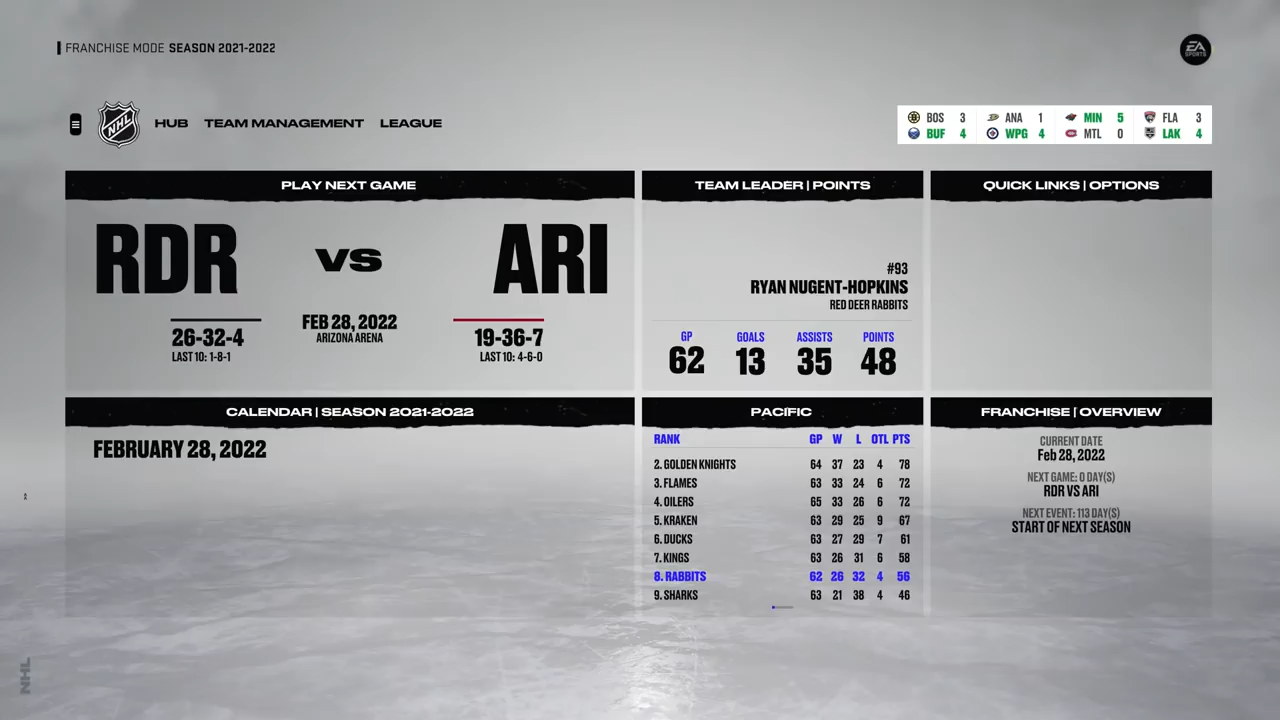 FRANCHISE MODE SEASON 2021-2022
EA
SPORTS
NHL
HUB TEAM MANAGEMENT LEAGUE
BOS 3 ANA 1 MIN 5 FLA 3
BUF 4 WPG 4 MTL 0 LAK 4
PLAY NEXT GAME
RDR VS ARI
FEB 28, 2022
ARIZONA ARENA
26-32-4
LAST 10: 1-8-1
19-36-7
LAST 10: 4-6-0
TEAM LEADER | POINTS
#93
RYAN NUGENT-HOPKINS
RED DEER RABBITS
GP GOALS ASSISTS POINTS
62 13 35 48
QUICK LINKS | OPTIONS
CALENDAR | SEASON 2021-2022
FEBRUARY 28, 2022
PACIFIC
RANK GP W L OTL PTS
2. GOLDEN KNIGHTS 64 37 23 4 78
3. FLAMES 63 33 24 6 72
4. OILERS 65 33 26 6 72
5. KRAKEN 63 29 25 9 67
6. DUCKS 63 27 29 7 61
7. KINGS 63 26 31 6 58
8. RABBITS 62 26 32 4 56
9. SHARKS 63 21 38 4 46
FRANCHISE | OVERVIEW
CURRENT DATE
Feb 28, 2022
NEXT GAME: 0 DAY(S)
RDR VS ARI
NEXT EVENT: 113 DAY(S)
START OF NEXT SEASON
NHL